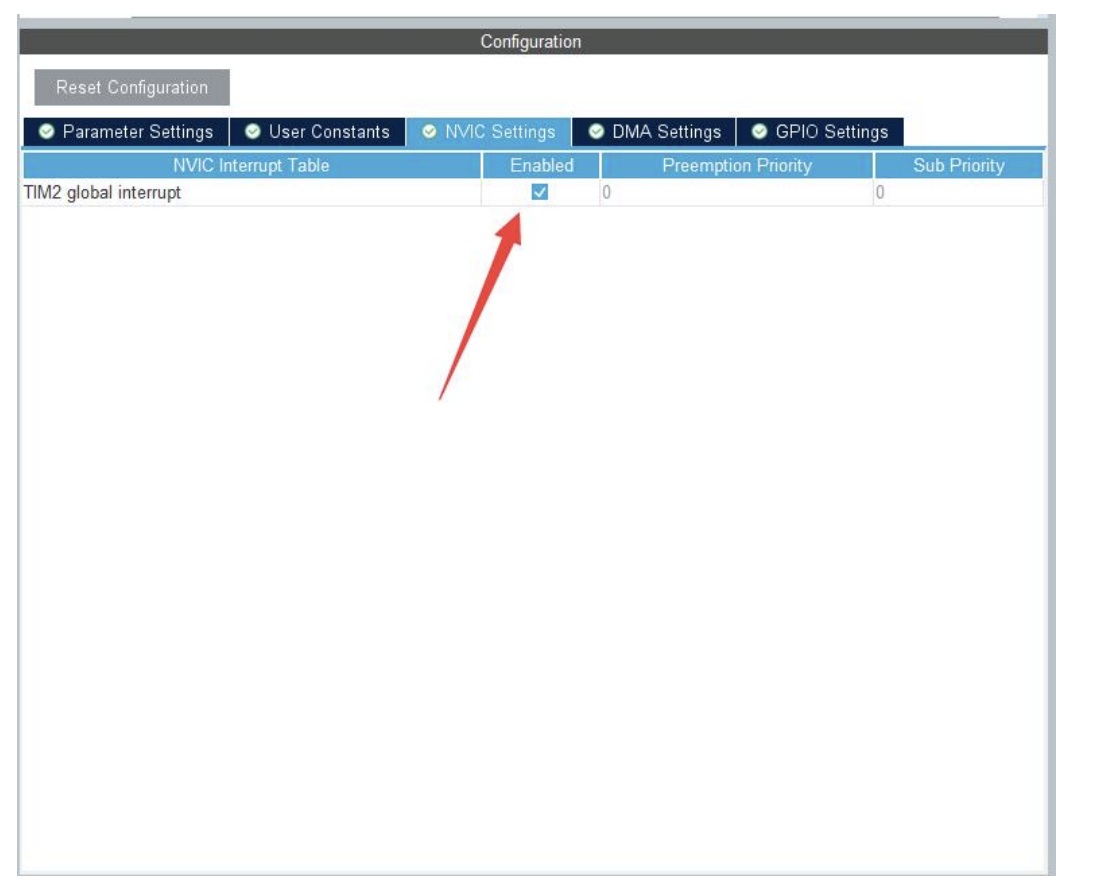 Configuration
Reset Configuration
Parameter Settings User Constants NVIC Settings DMA Settings GPIO Settings
NVIC Interrupt Table Enabled Preemption Priority Sub Priority
TIM2 global interrupt 0 0